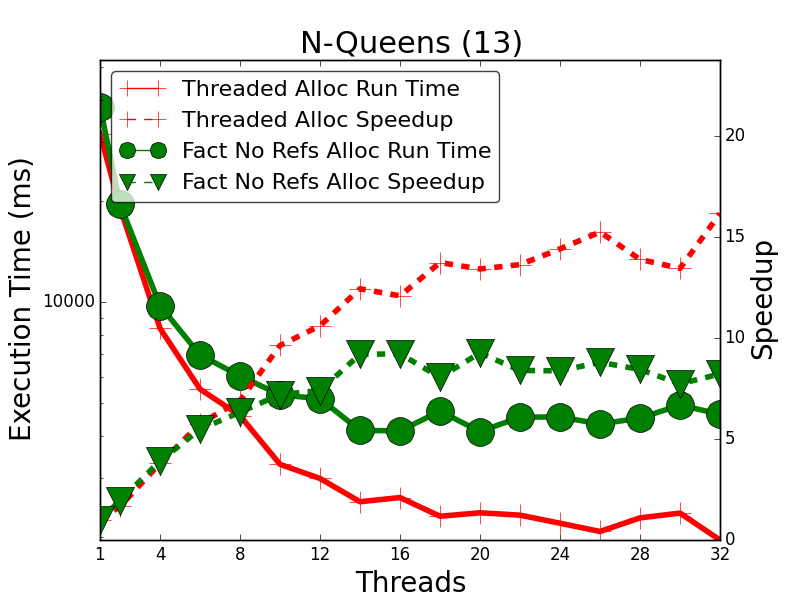 N-Queens (13)
Threaded Alloc Run Time
Threaded Alloc Speedup
Fact No Refs Alloc Run Time
Fact No Refs Alloc Speedup
Execution Time (ms)
10000
20
15
10
5
0
Speedup
1 4 8 12 16 20 24 28 32
Threads